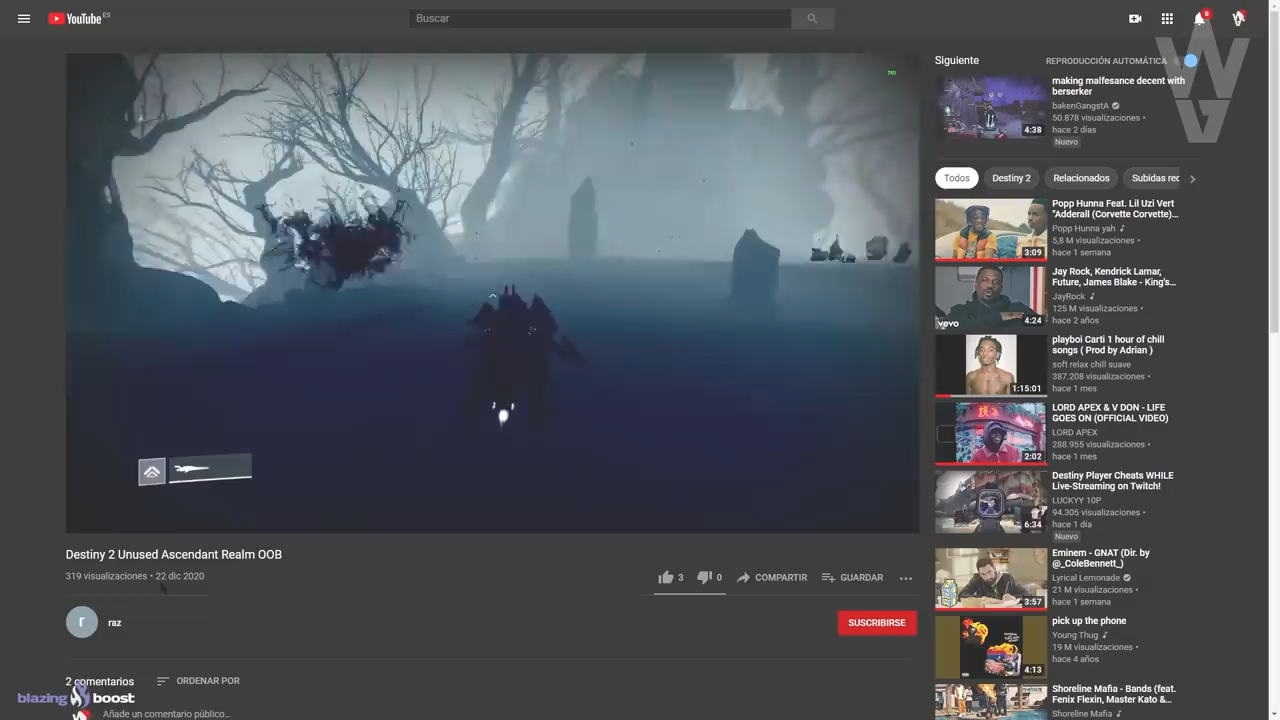 YouTube ES
Buscar
8
110
Siguiente
REPRODUCCIÓN AUTOMÁTICA
making malfesance decent with
berserker
bakenGangstA
50.878 visualizaciones •
hace 2 días
Nuevo
4:38
Todos
Destiny 2
Relacionados
Subidas rec
Popp Hunna Feat. Lil Uzi Vert
"Adderall (Corvette Corvette)...
Popp Hunna yah
5,8 M visualizaciones •
hace 1 semana
3:09
Jay Rock, Kendrick Lamar,
Future, James Blake - King's...
JayRock
125 M visualizaciones •
hace 2 años
vevo
4:24
playboi Carti 1 hour of chill
songs ( Prod by Adrian )
soft relax chill suave
387.208 visualizaciones •
hace 1 mes
1:15:01
LORD APEX & V DON - LIFE
GOES ON (OFFICIAL VIDEO)
LORD APEX
288.955 visualizaciones •
hace 1 mes
2:02
Destiny Player Cheats WHILE
Live-Streaming on Twitch!
LUCKYY 10P
94.305 visualizaciones •
hace 1 día
Nuevo
6:34
Eminem - GNAT (Dir. by
@_ColeBennett_)
Lyrical Lemonade
21 M visualizaciones •
hace 1 semana
3:57
pick up the phone
Young Thug
19 M visualizaciones •
hace 4 años
4:13
Shoreline Mafia - Bands (feat.
Fenix Flexin, Master Kato &...
Shoreline Mafia
Destiny 2 Unused Ascendant Realm OOB
319 visualizaciones • 22 dic 2020
3
0
COMPARTIR
GUARDAR
r
raz
SUSCRIBIRSE
2 comentarios
ORDENAR POR
Añade un comentario público...
blazing boost
WG